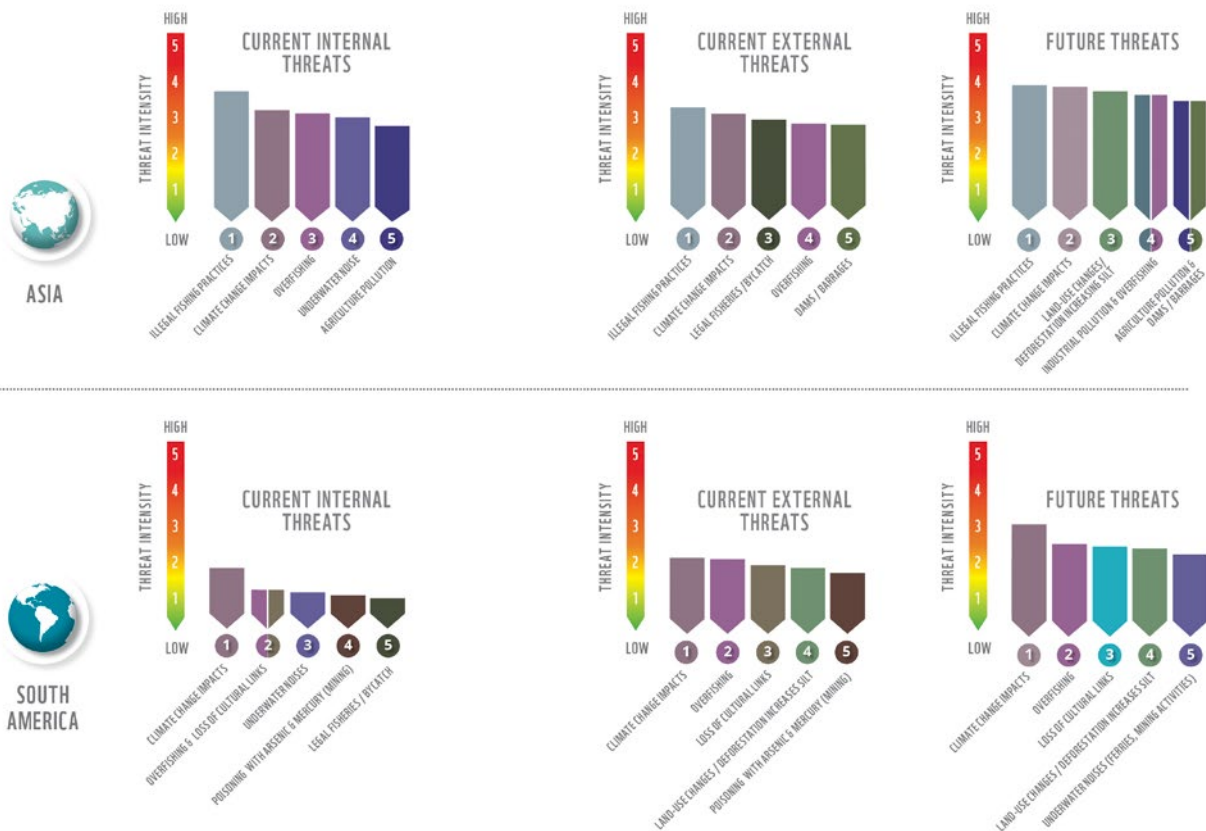 HIGH
5
4
3
2
1
LOW
THREAT INTENSITY
CURRENT INTERNAL
THREATS
1
2
3
4
5
ILLEGAL FISHING PRACTICES
CLIMATE CHANGE IMPACTS
OVERFISHING
UNDERWATER NOISE
AGRICULTURE POLLUTION
HIGH
5
4
3
2
1
LOW
THREAT INTENSITY
CURRENT EXTERNAL
THREATS
1
2
3
4
5
ILLEGAL FISHING PRACTICES
CLIMATE CHANGE IMPACTS
LEGAL FISHERIES /BYCATCH
OVERFISHING
DAMS / BARRAGES
HIGH
5
4
3
2
1
LOW
THREAT INTENSITY
FUTURE THREATS
1
2
3
4
5
ILLEGAL FISHING PRACTICES
CLIMATE CHANGE IMPACTS
LAND-USE CHANGES/
DEFORESTATION INCREASING SILT
INDUSTRIAL POLLUTION & OVERFISHING
AGRICULTURE POLLUTION &
DAMS / BARRAGES
ASIA
HIGH
5
4
3
2
1
LOW
THREAT INTENSITY
CURRENT INTERNAL
THREATS
1
2
3
4
5
CLIMATE CHANGE IMPACTS
OVERFISHING & LOSS OF CULTURAL LINKS
UNDERWATER NOISES
POISONING WITH ARSENIC & MERCURY (MINING)
LEGAL FISHERIES / BYCATCH
HIGH
5
4
3
2
1
LOW
THREAT INTENSITY
CURRENT EXTERNAL
THREATS
1
2
3
4
5
CLIMATE CHANGE IMPACTS
OVERFISHING
LOSS OF CULTURAL LINKS
LAND-USE CHANGES / DEFORESTATION INCREASES SILT
POISONING WITH ARSENIC & MERCURY (MINING)
HIGH
5
4
3
2
1
LOW
THREAT INTENSITY
FUTURE THREATS
1
2
3
4
5
CLIMATE CHANGE IMPACTS
OVERFISHING
LOSS OF CULTURAL LINKS
LAND-USE CHANGES / DEFORESTATION INCREASES SILT
UNDERWATER NOISES (FERRIES, MINING ACTIVITIES)
SOUTH
AMERICA